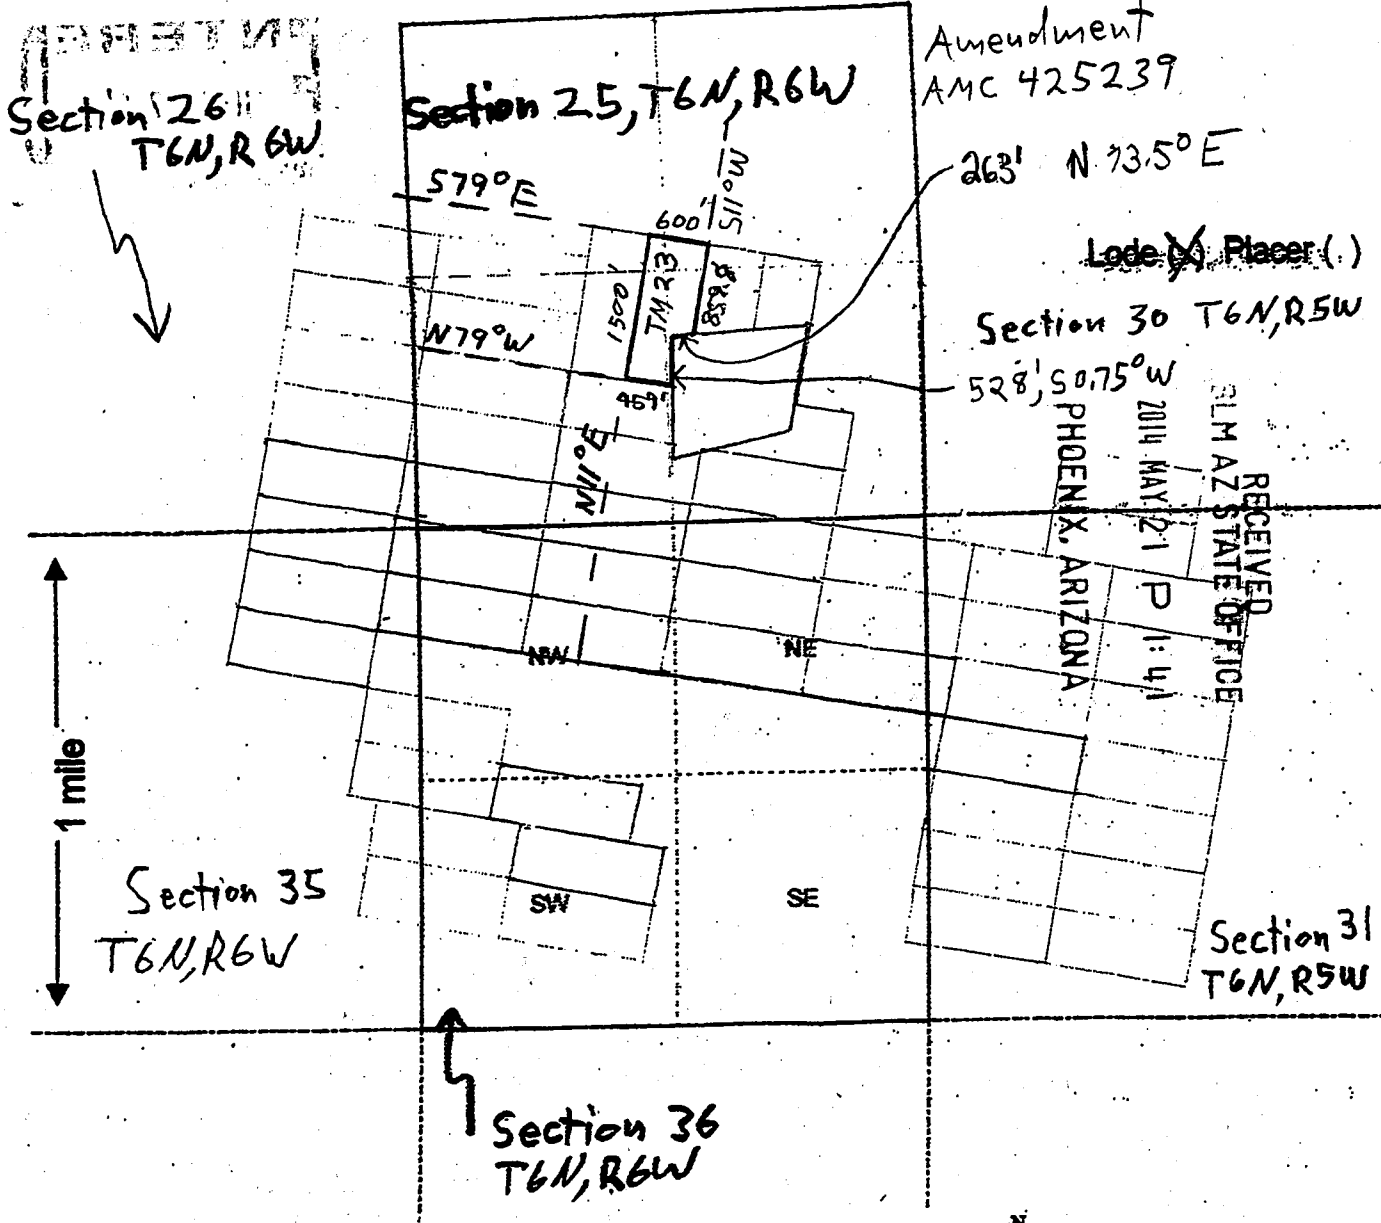 Amendment
AMC 425239
Section 26
T6N, R6W
Section 25, T6N, R6W
S79°E
600'
S11°W
263' N 73.5° E
Lode (X) Placer ( )
Section 30 T6N, R5W
1500'
TM 23
N79°W
528', S 0.75° W
459'
N11°E
RECEIVED
BLM AZ STATE OFFICE
2014 MAY 21 P 1:41
PHOENIX, ARIZONA
NW
NE
1 mile
Section 35
T6N, R6W
SW
SE
Section 31
T6N, R5W
Section 36
T6N, R6W
N